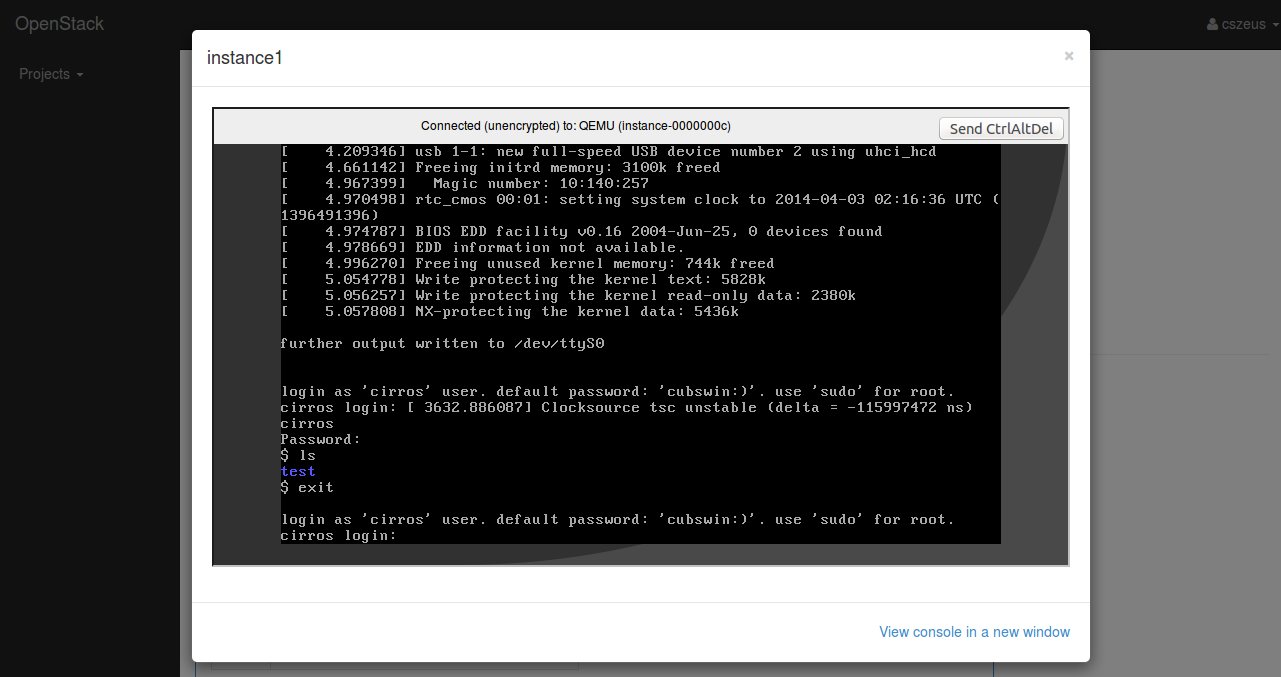 OpenStack
cszeus
Projects
instance1
×
Connected (unencrypted) to: QEMU (instance-0000000c)
Send CtrlAltDel
[    4.209346] usb 1-1: new full-speed USB device number 2 using uhci_hcd
[    4.661142] Freeing initrd memory: 3100k freed
[    4.967399]   Magic number: 10:140:257
[    4.970498] rtc_cmos 00:01: setting system clock to 2014-04-03 02:16:36 UTC (
1396491396)
[    4.974787] BIOS EDD facility v0.16 2004-Jun-25, 0 devices found
[    4.978669] EDD information not available.
[    4.996270] Freeing unused kernel memory: 744k freed
[    5.054778] Write protecting the kernel text: 5828k
[    5.056257] Write protecting the kernel read-only data: 2380k
[    5.057808] NX-protecting the kernel data: 5436k
further output written to /dev/ttyS0
login as 'cirros' user. default password: 'cubswin:)'. use 'sudo' for root.
cirros login: [ 3632.886087] Clocksource tsc unstable (delta = -115997472 ns)
cirros
Password:
$ ls
test
$ exit
login as 'cirros' user. default password: 'cubswin:)'. use 'sudo' for root.
cirros login:
View console in a new window